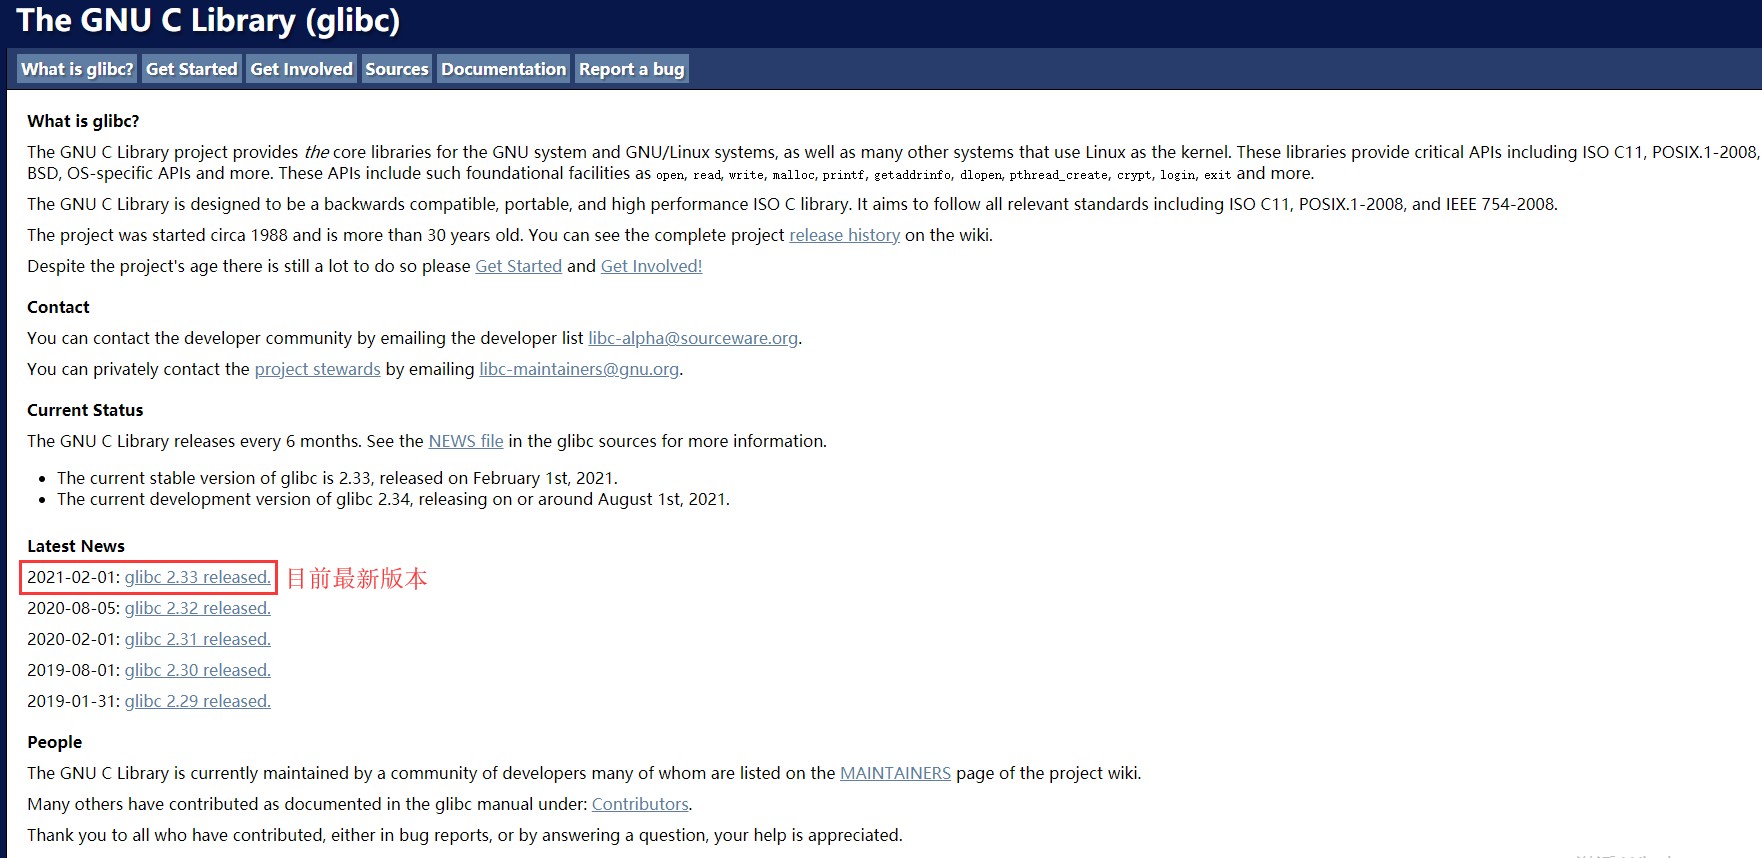 The GNU C Library (glibc)
What is glibc? Get Started Get Involved Sources Documentation Report a bug
What is glibc?
The GNU C Library project provides the core libraries for the GNU system and GNU/Linux systems, as well as many other systems that use Linux as the kernel. These libraries provide critical APIs including ISO C11, POSIX.1-2008,
BSD, OS-specific APIs and more. These APIs include such foundational facilities as open, read, write, malloc, printf, getaddrinfo, dlopen, pthread_create, crypt, login, exit and more.
The GNU C Library is designed to be a backwards compatible, portable, and high performance ISO C library. It aims to follow all relevant standards including ISO C11, POSIX.1-2008, and IEEE 754-2008.
The project was started circa 1988 and is more than 30 years old. You can see the complete project release history on the wiki.
Despite the project's age there is still a lot to do so please Get Started and Get Involved!
Contact
You can contact the developer community by emailing the developer list libc-alpha@sourceware.org.
You can privately contact the project stewards by emailing libc-maintainers@gnu.org.
Current Status
The GNU C Library releases every 6 months. See the NEWS file in the glibc sources for more information.
• The current stable version of glibc is 2.33, released on February 1st, 2021.
• The current development version of glibc 2.34, releasing on or around August 1st, 2021.
Latest News
2021-02-01: glibc 2.33 released. 目前最新版本
2020-08-05: glibc 2.32 released.
2020-02-01: glibc 2.31 released.
2019-08-01: glibc 2.30 released.
2019-01-31: glibc 2.29 released.
People
The GNU C Library is currently maintained by a community of developers many of whom are listed on the MAINTAINERS page of the project wiki.
Many others have contributed as documented in the glibc manual under: Contributors.
Thank you to all who have contributed, either in bug reports, or by answering a question, your help is appreciated.